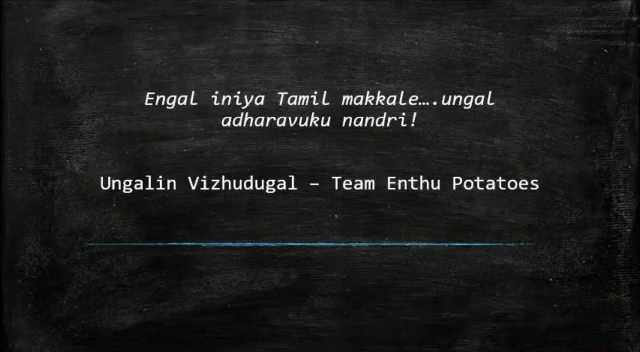 Engal iniya Tamil makkale….ungal
adharavuku nandri!
Ungalin Vizhudugal – Team Enthu Potatoes